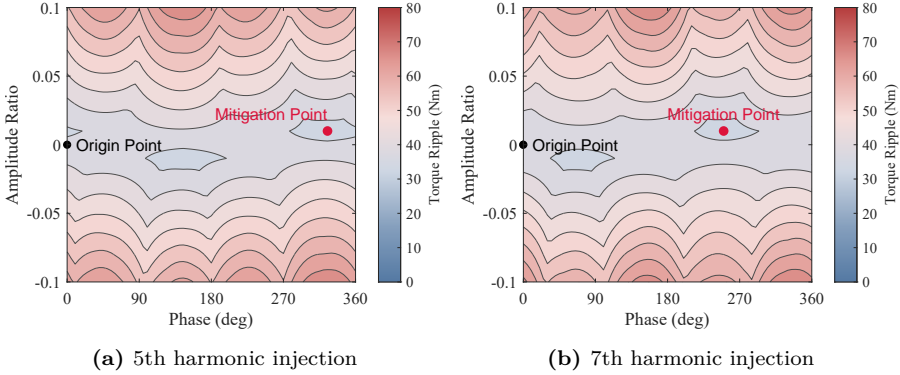 0.1
0.05
0
-0.05
-0.1
Amplitude Ratio
0 90 180 270 360
Phase (deg)
Mitigation Point
Origin Point
80
70
60
50
40
30
20
10
0
Torque Ripple (Nm)
(a) 5th harmonic injection
0.1
0.05
0
-0.05
-0.1
Amplitude Ratio
0 90 180 270 360
Phase (deg)
Mitigation Point
Origin Point
80
70
60
50
40
30
20
10
0
Torque Ripple (Nm)
(b) 7th harmonic injection